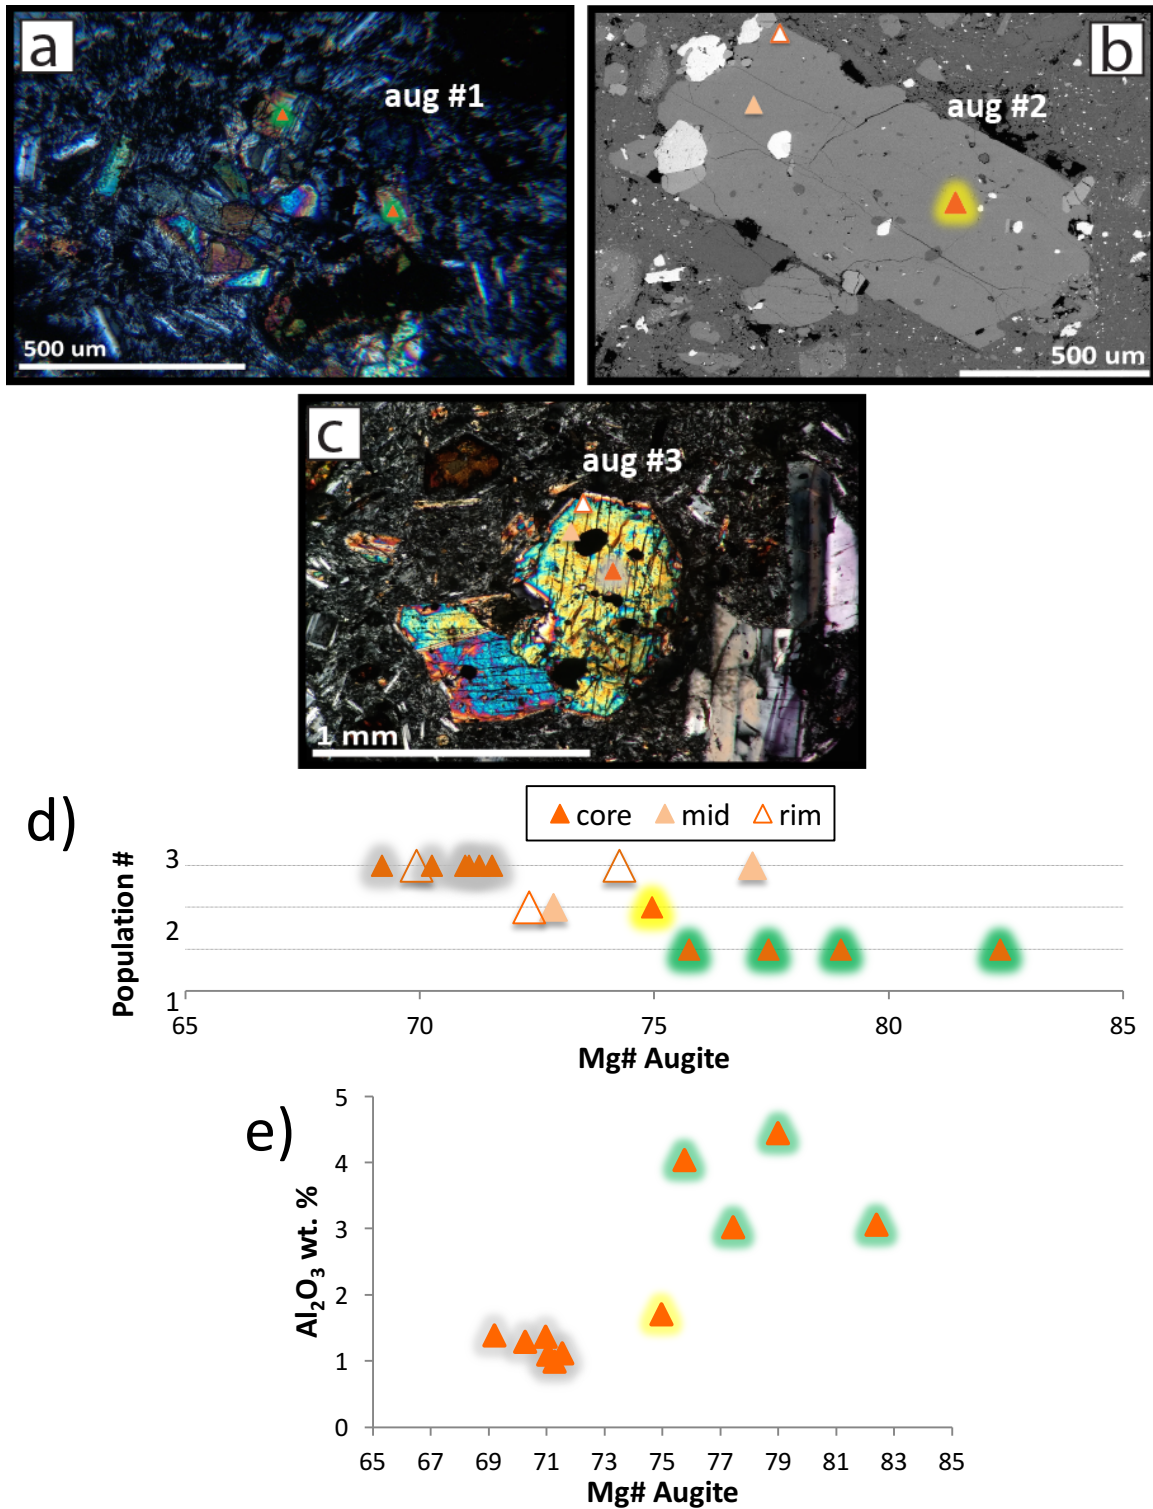 a
aug #1
500 um
b
aug #2
500 um
c
aug #3
1 mm
d)
core mid rim
Population #
3
2
1
65 70 75 80 85
Mg# Augite
e)
Al2O3 wt. %
5
4
3
2
1
0
65 67 69 71 73 75 77 79 81 83 85
Mg# Augite